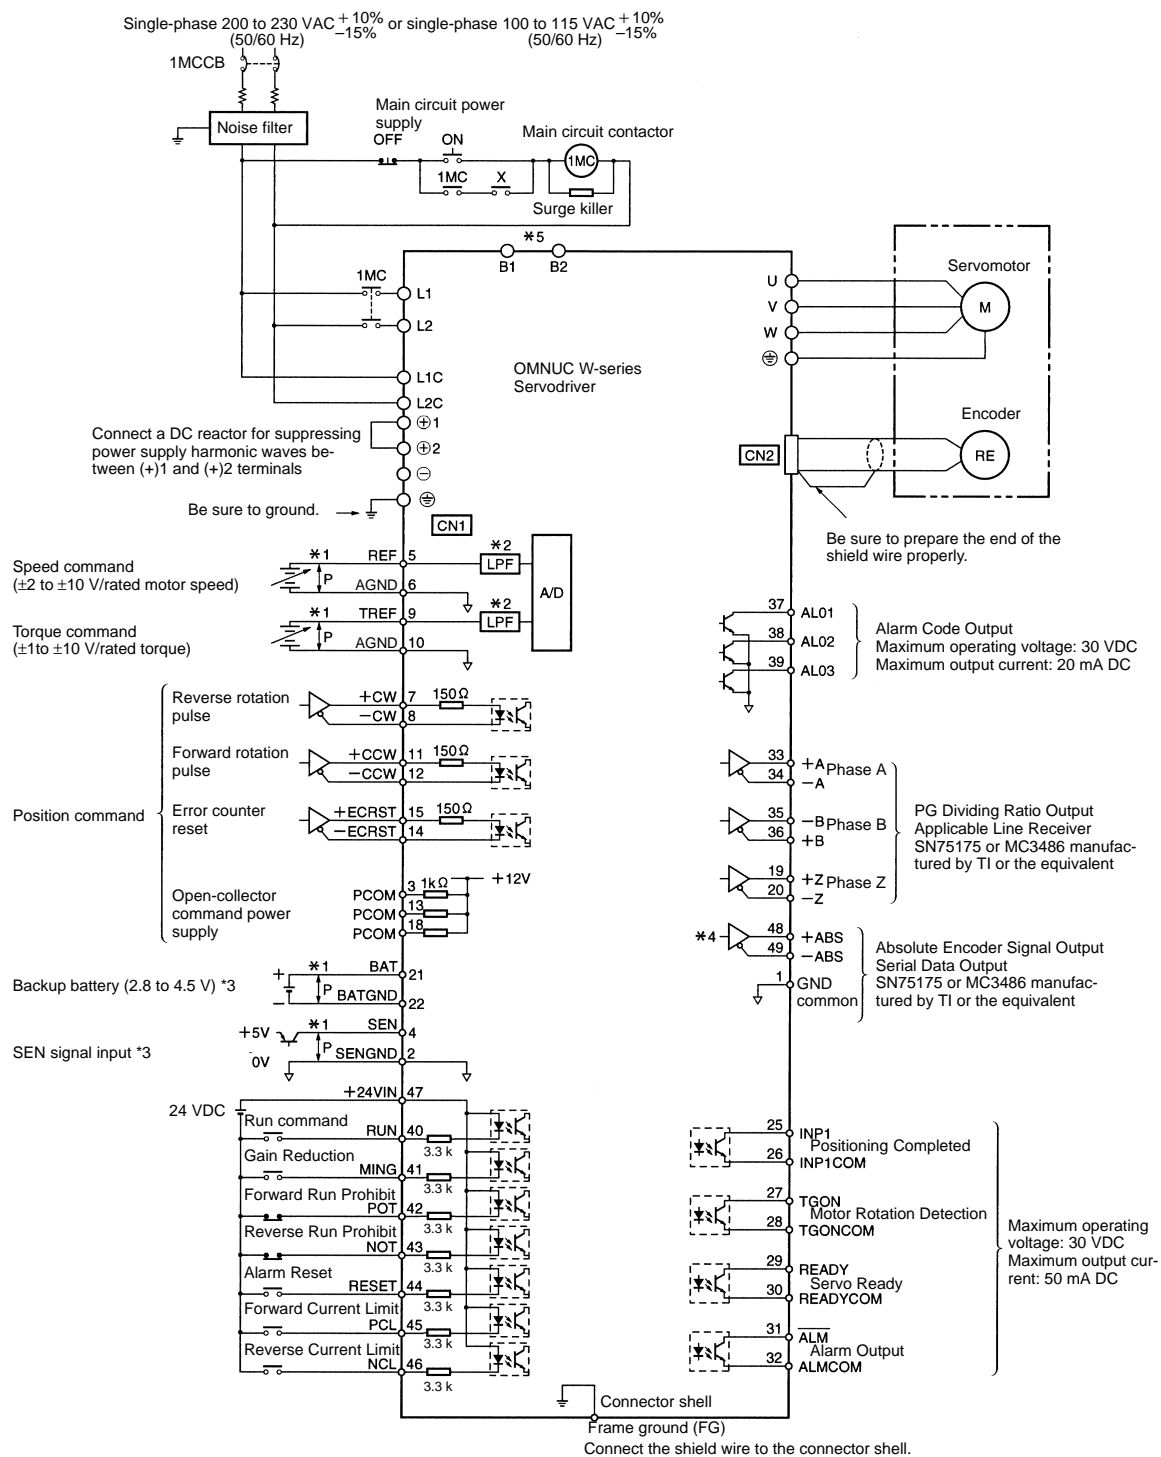 Single-phase 200 to 230 VAC +10% −15% or single-phase 100 to 115 VAC +10% −15%
(50/60 Hz) (50/60 Hz)
1MCCB
Noise filter
Main circuit power
supply
OFF ON
Main circuit contactor
1MC
1MC X
Surge killer
*5
B1 B2
1MC
L1
L2
L1C
L2C
⊕1
⊕2
⊖
Connect a DC reactor for suppressing
power supply harmonic waves be-
tween (+)1 and (+)2 terminals
Be sure to ground.
OMNUC W-series
Servodriver
U
V
W
Servomotor
M
Encoder
RE
CN2
Be sure to prepare the end of the
shield wire properly.
CN1
Speed command
(±2 to ±10 V/rated motor speed)
*1 REF 5 *2
P LPF
AGND 6
A/D
Torque command
(±1to ±10 V/rated torque)
*1 TREF 9 *2
P LPF
AGND 10
Position command
Reverse rotation
pulse
+CW 7 150Ω
−CW 8
Forward rotation
pulse
+CCW 11 150Ω
−CCW 12
Error counter
reset
+ECRST 15 150Ω
−ECRST 14
Open-collector
command power
supply
+12V
PCOM 3 1kΩ
PCOM 13
PCOM 18
Backup battery (2.8 to 4.5 V) *3
*1 BAT 21
+ P
− BATGND 22
SEN signal input *3
+5V *1 SEN 4
P
0V SENGND 2
+24VIN 47
24 VDC
Run command
RUN 40
3.3 k
Gain Reduction
MING 41
3.3 k
Forward Run Prohibit
POT 42
3.3 k
Reverse Run Prohibit
NOT 43
3.3 k
Alarm Reset
RESET 44
3.3 k
Forward Current Limit
PCL 45
3.3 k
Reverse Current Limit
NCL 46
3.3 k
37 AL01
38 AL02
39 AL03
Alarm Code Output
Maximum operating voltage: 30 VDC
Maximum output current: 20 mA DC
33 +A
Phase A
34 −A
35 −B
Phase B
36 +B
19 +Z
Phase Z
20 −Z
PG Dividing Ratio Output
Applicable Line Receiver
SN75175 or MC3486 manufac-
tured by TI or the equivalent
*4 48 +ABS
49 −ABS
1 GND
common
Absolute Encoder Signal Output
Serial Data Output
SN75175 or MC3486 manufac-
tured by TI or the equivalent
25 INP1
Positioning Completed
26 INP1COM
27 TGON
Motor Rotation Detection
28 TGONCOM
29 READY
Servo Ready
30 READYCOM
31 ALM
Alarm Output
32 ALMCOM
Maximum operating
voltage: 30 VDC
Maximum output cur-
rent: 50 mA DC
Connector shell
Frame ground (FG)
Connect the shield wire to the connector shell.